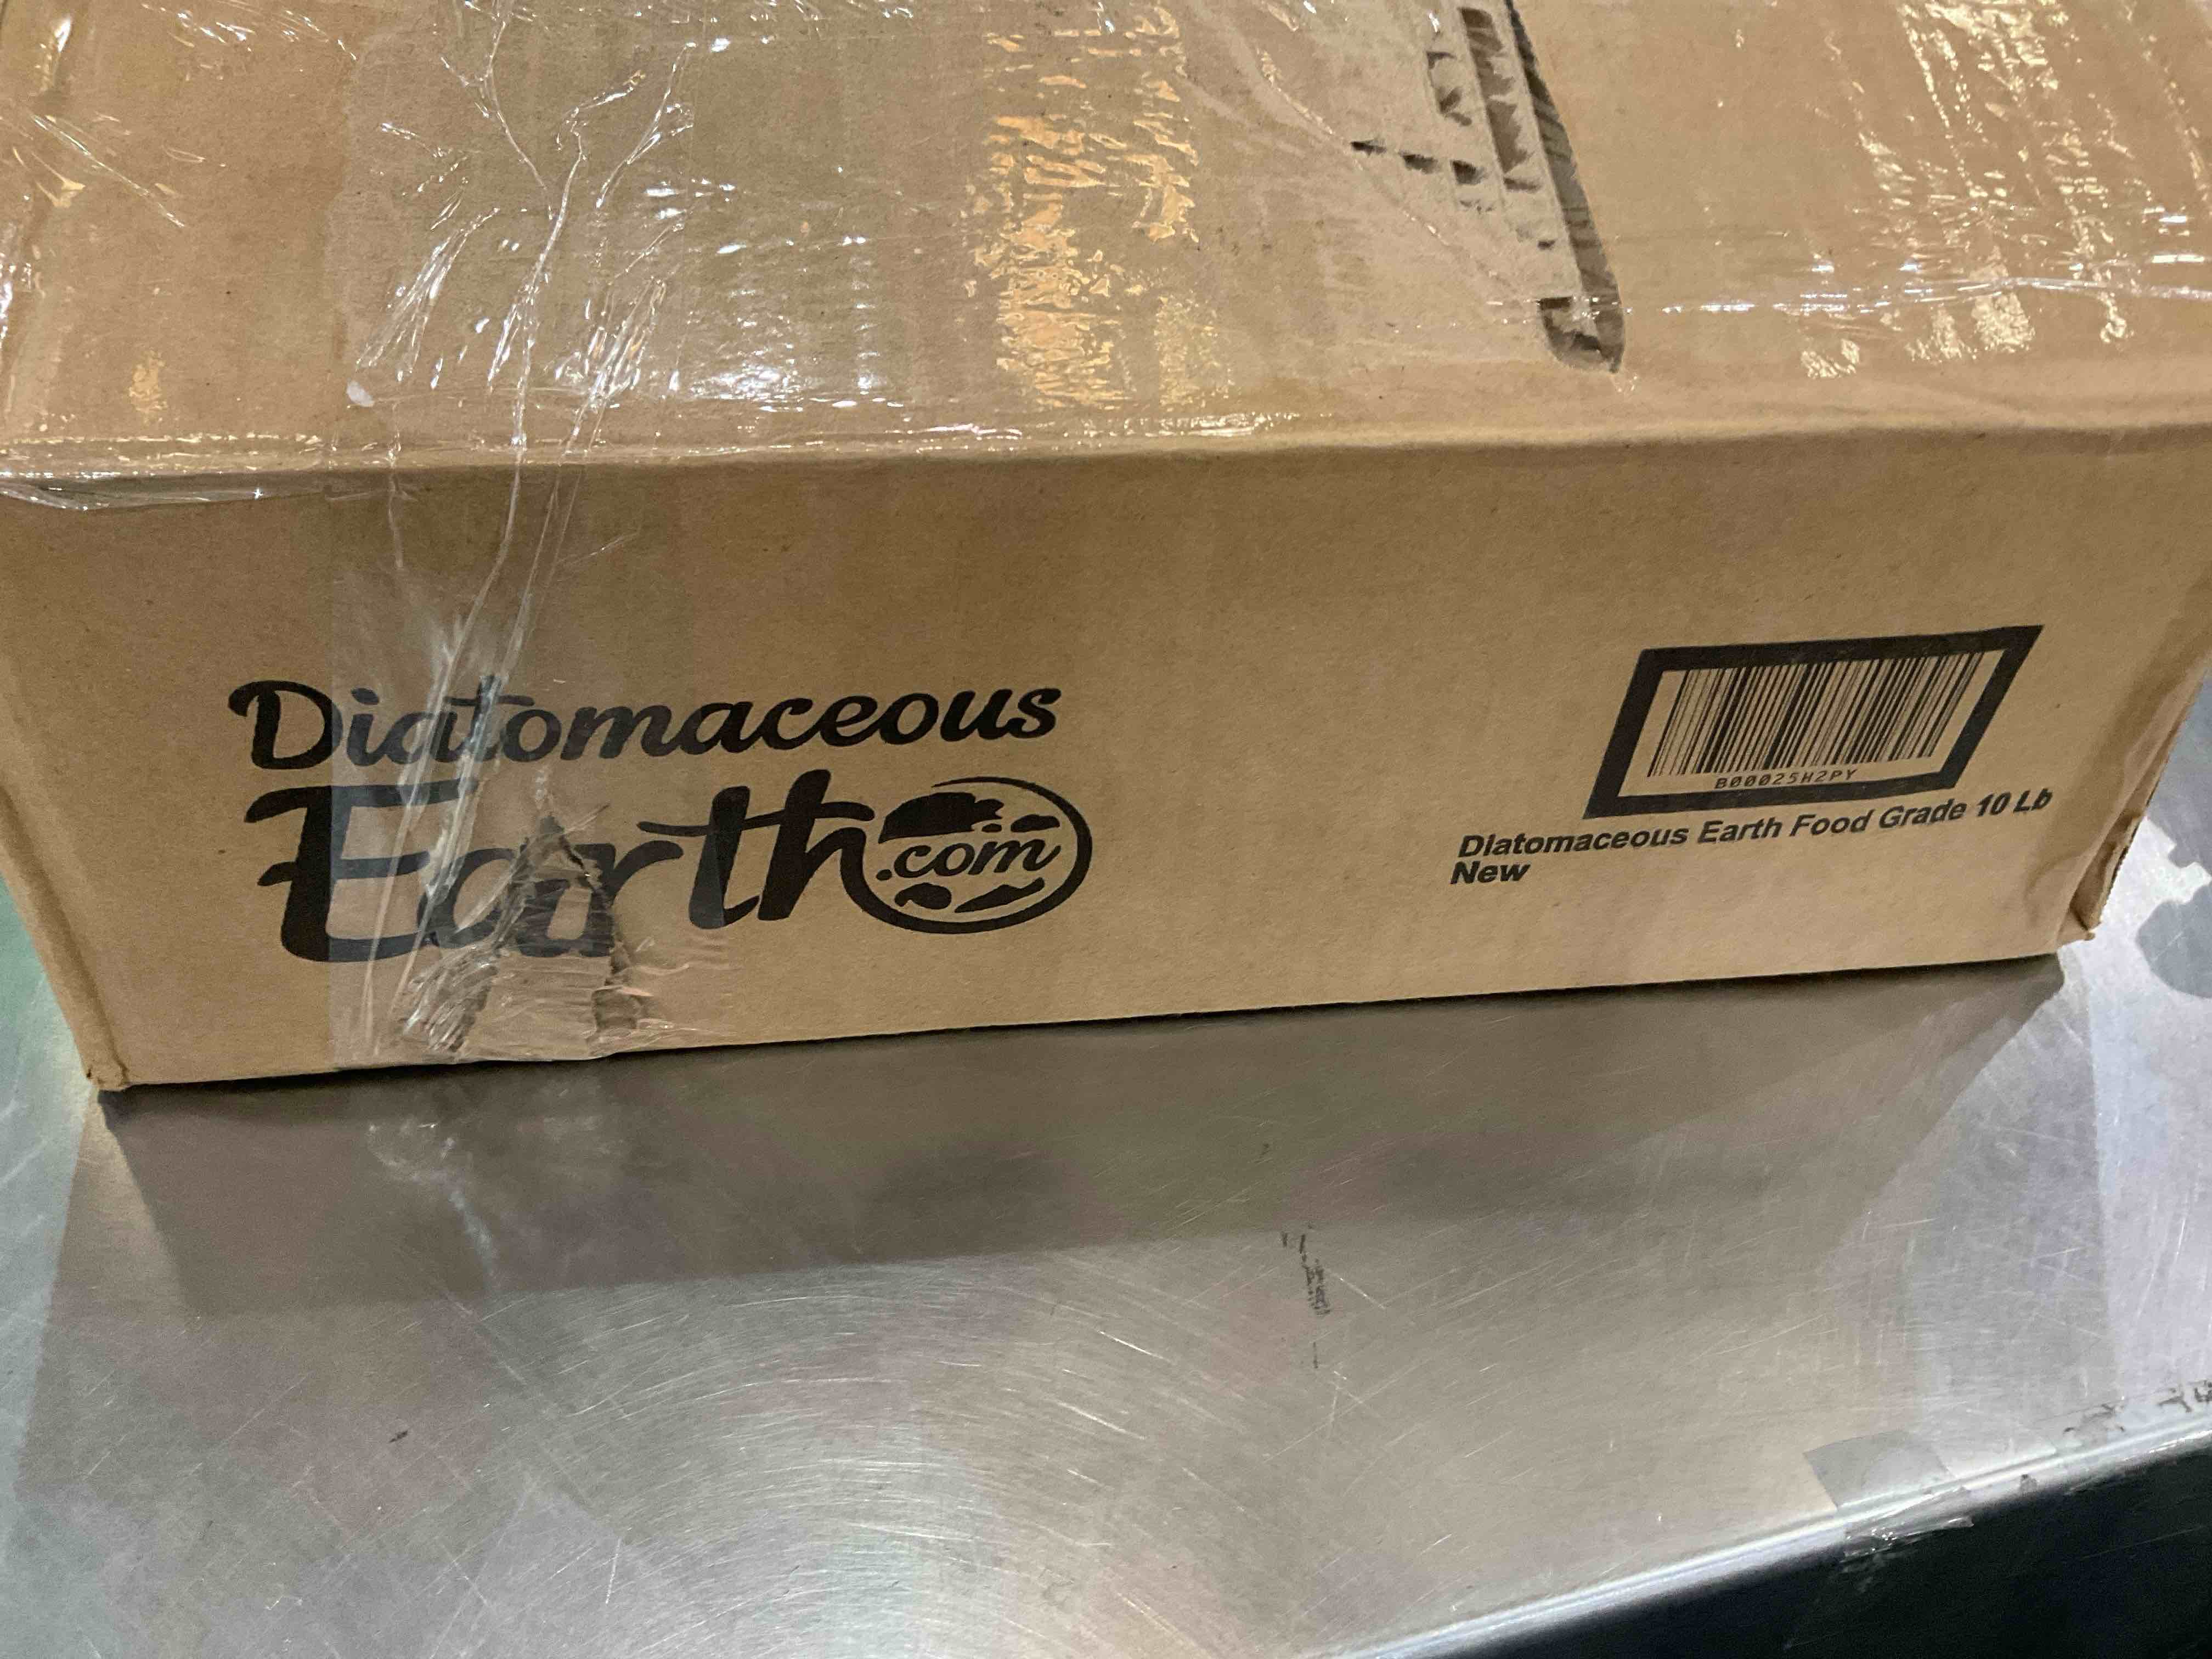 Diatomaceous
Earth.com
B00025H2PY
Diatomaceous Earth Food Grade 10 Lb
New